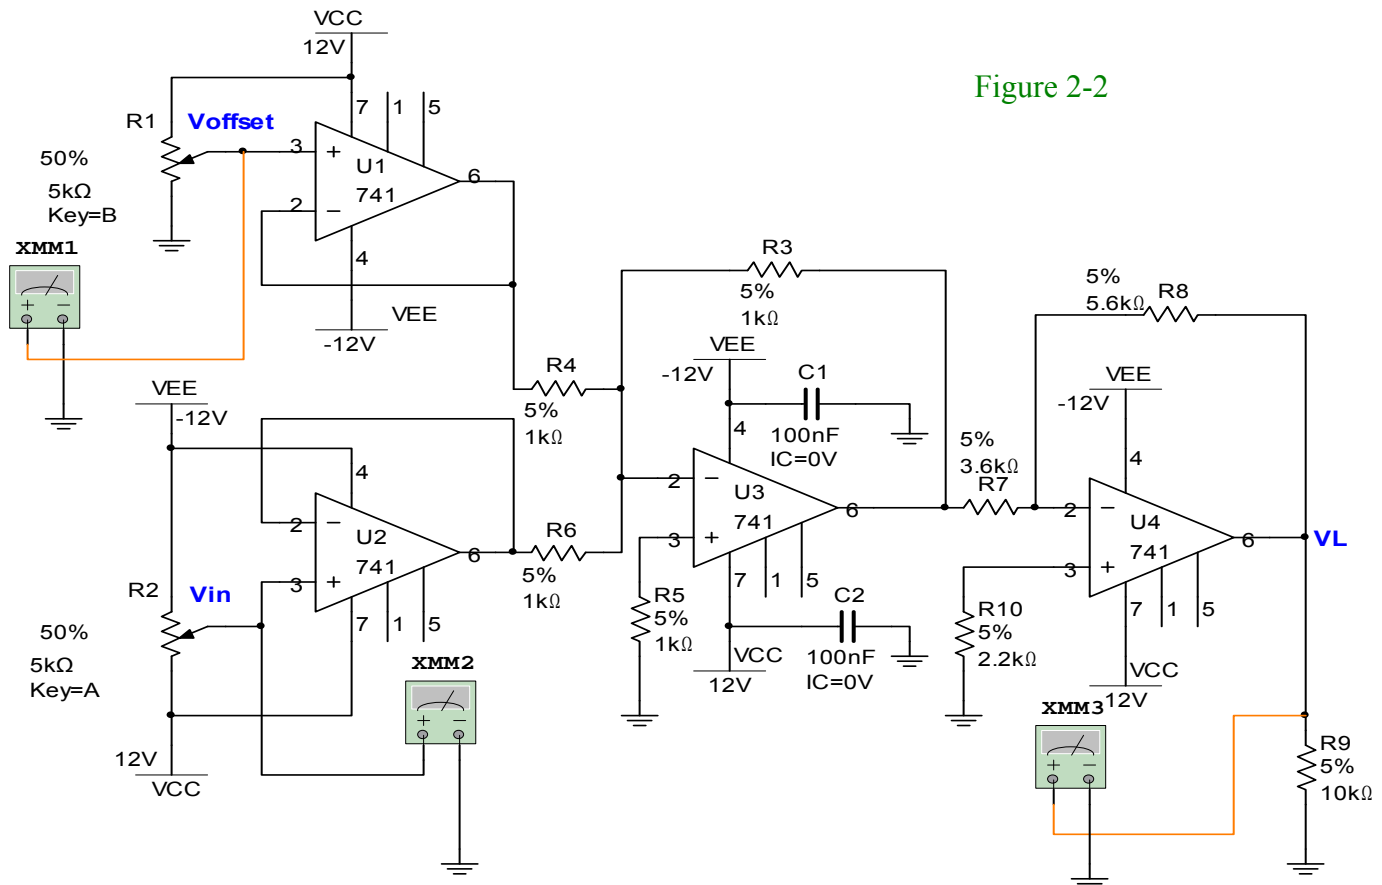 Figure 2-2
VCC
12V
7
1
5
R1
Voffset
50%
5kΩ
Key=B
3
+
U1
741
6
2
−
4
VEE
-12V
XMM1
+
−
R3
5%
1kΩ
5%
5.6kΩ
R8
VEE
-12V
R4
5%
1kΩ
VEE
-12V
C1
100nF
IC=0V
VEE
-12V
4
2
−
U2
741
6
3
+
7
1
5
R6
5%
1kΩ
R2
Vin
50%
5kΩ
Key=A
12V
VCC
XMM2
+
−
4
2
−
U3
741
6
3
+
7
1
5
R5
5%
1kΩ
C2
100nF
IC=0V
VCC
12V
5%
3.6kΩ
R7
4
2
−
U4
741
6
3
+
7
1
5
VL
R10
5%
2.2kΩ
VCC
12V
XMM3
+
−
R9
5%
10kΩ